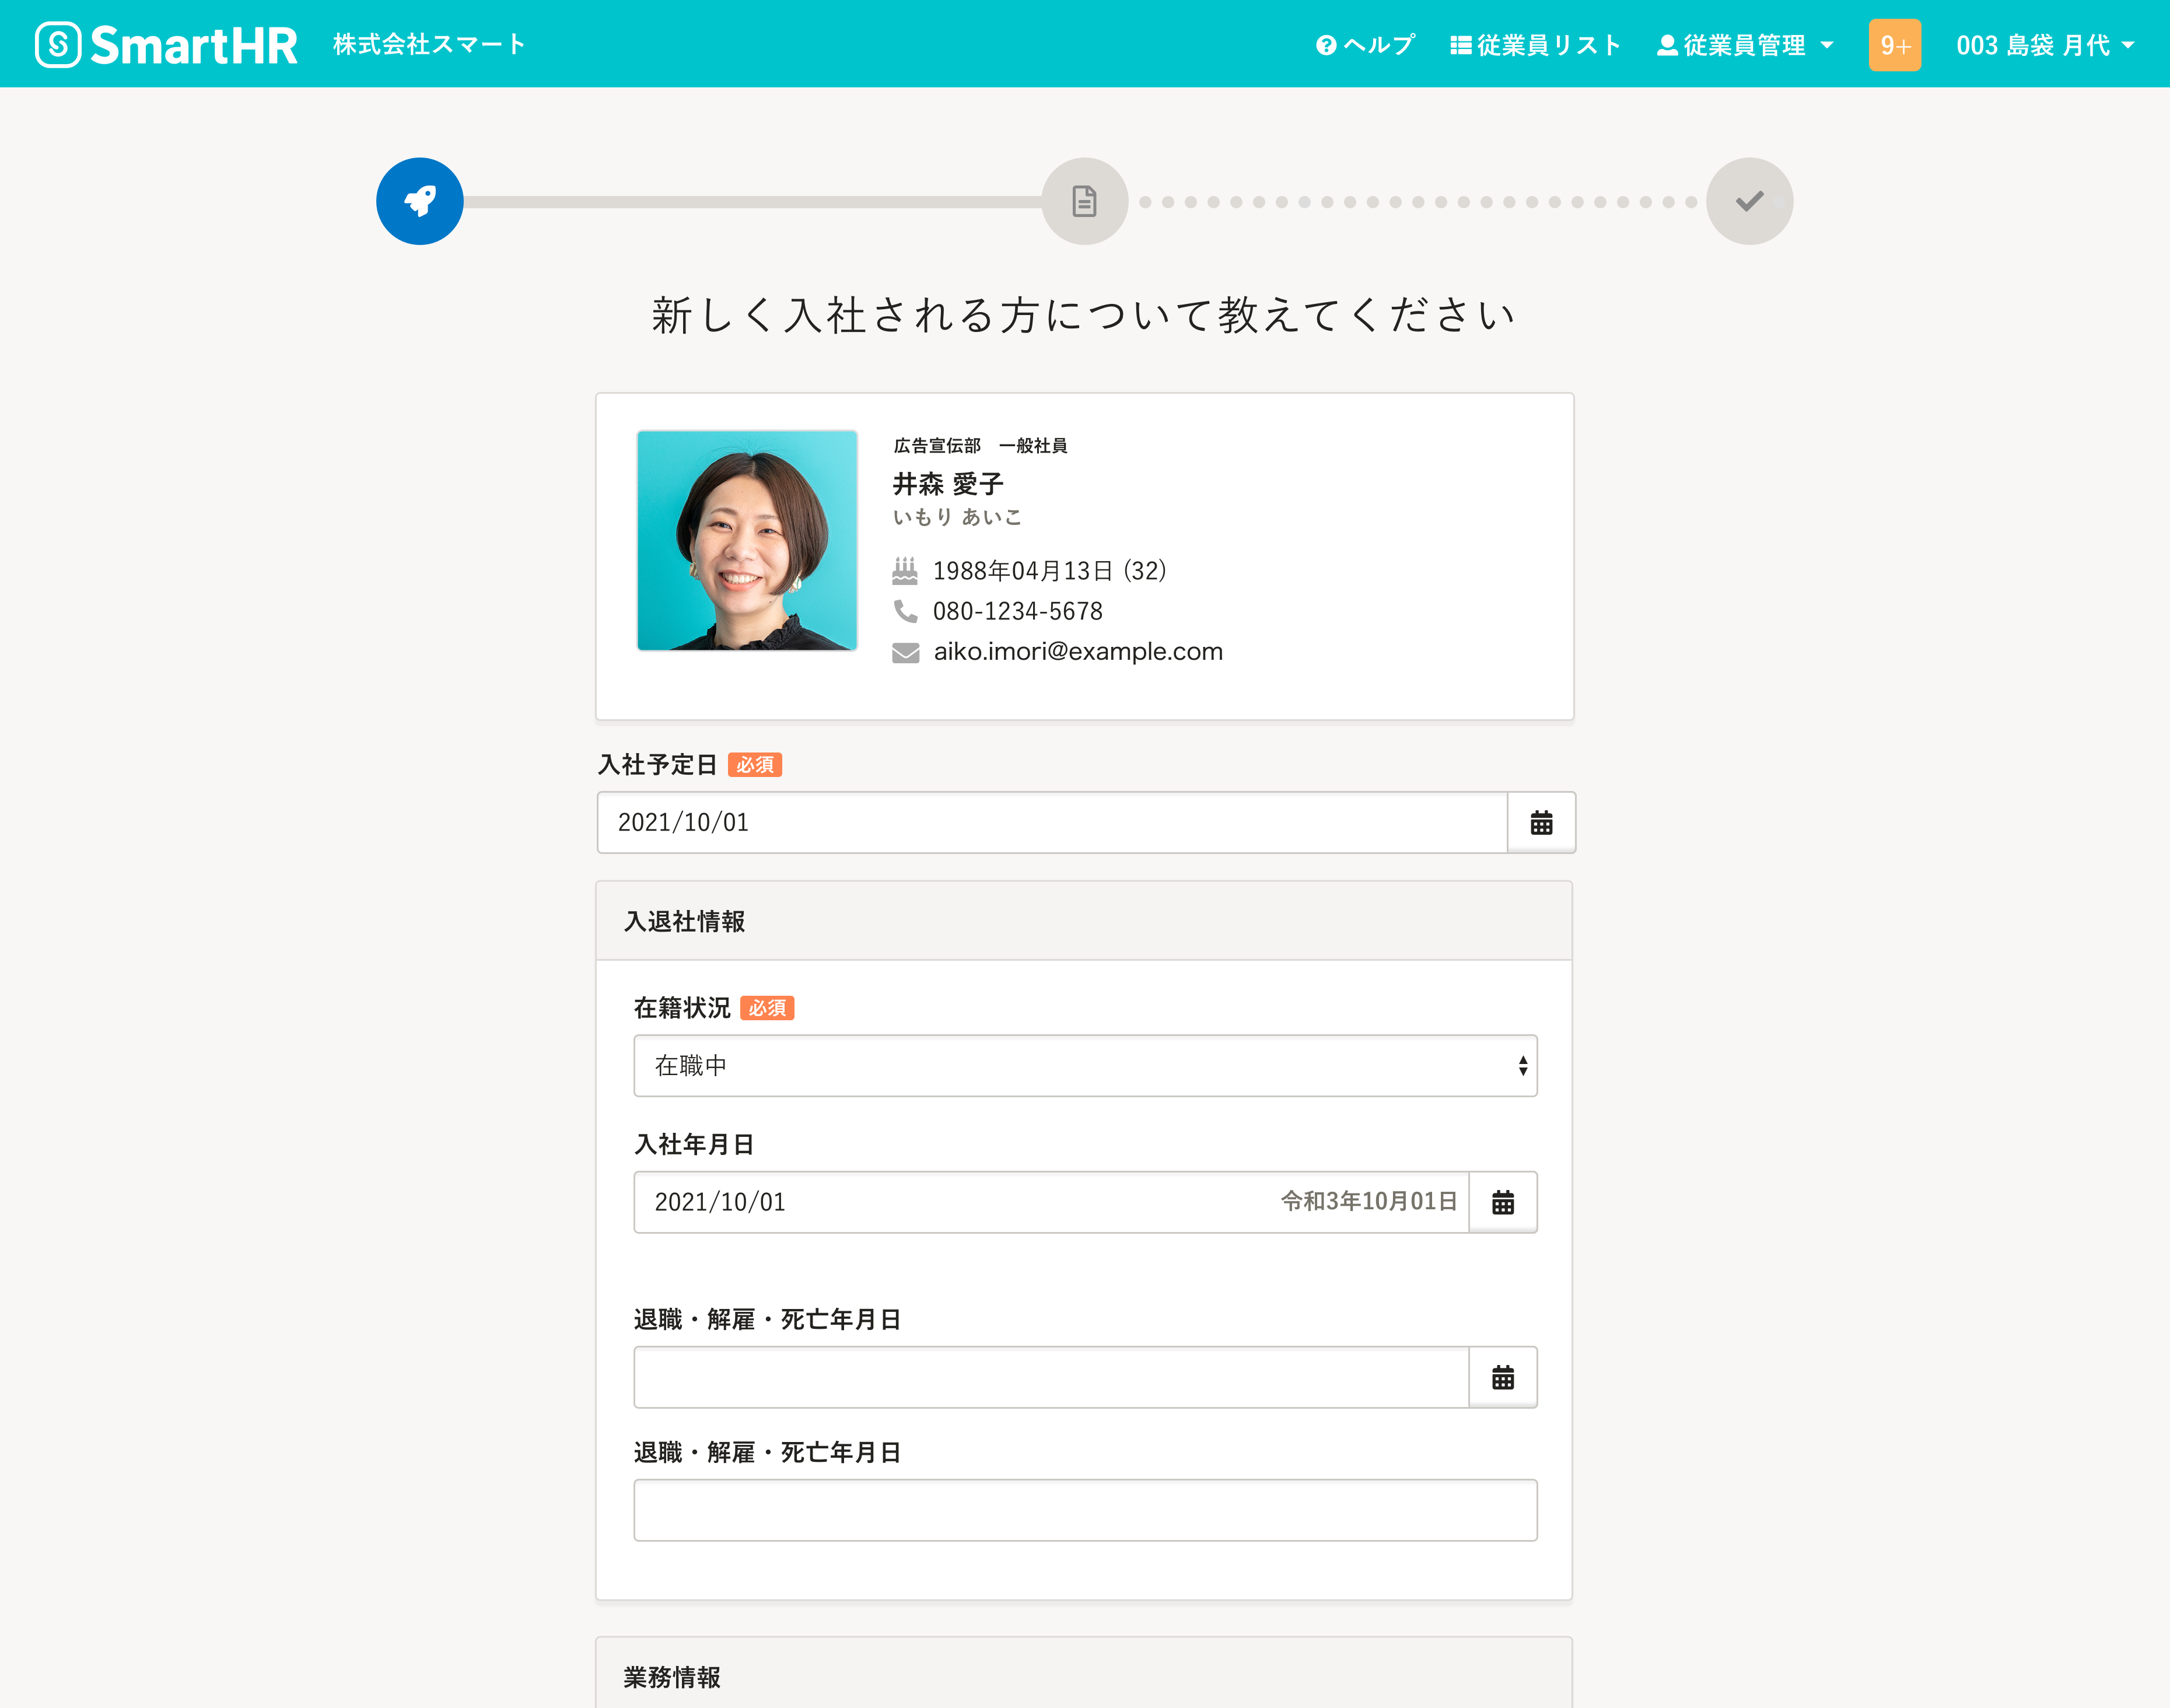 SmartHR 株式会社スマート ヘルプ 従業員リスト 従業員管理 9+ 003 島袋 月代
新しく入社される方について教えてください
広告宣伝部　一般社員
井森 愛子
いもり あいこ
1988年04月13日 (32)
080-1234-5678
aiko.imori@example.com
入社予定日 必須
2021/10/01
入退社情報
在籍状況 必須
在職中
入社年月日
2021/10/01 令和3年10月01日
退職・解雇・死亡年月日
退職・解雇・死亡年月日
業務情報